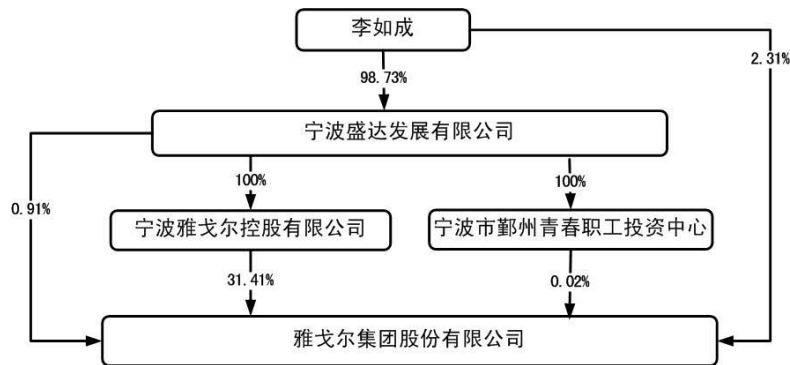 李如成
2.31%
98.73%
宁波盛达发展有限公司
0.91%
100%
100%
宁波雅戈尔控股有限公司
宁波市鄞州青春职工投资中心
31.41%
0.02%
雅戈尔集团股份有限公司